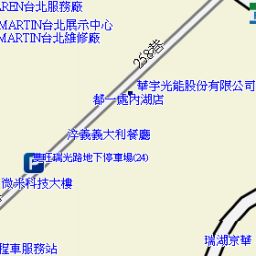 AREN台北服務廠
MARTIN台北展示中心
MARTIN台北維修廠
258巷
華宇光能股份有限公司
都一處內湖店
浮義義大利餐廳
P
雙旺瑞光路地下停車場(24)
微米科技大樓
瑞湖京華
程車服務站